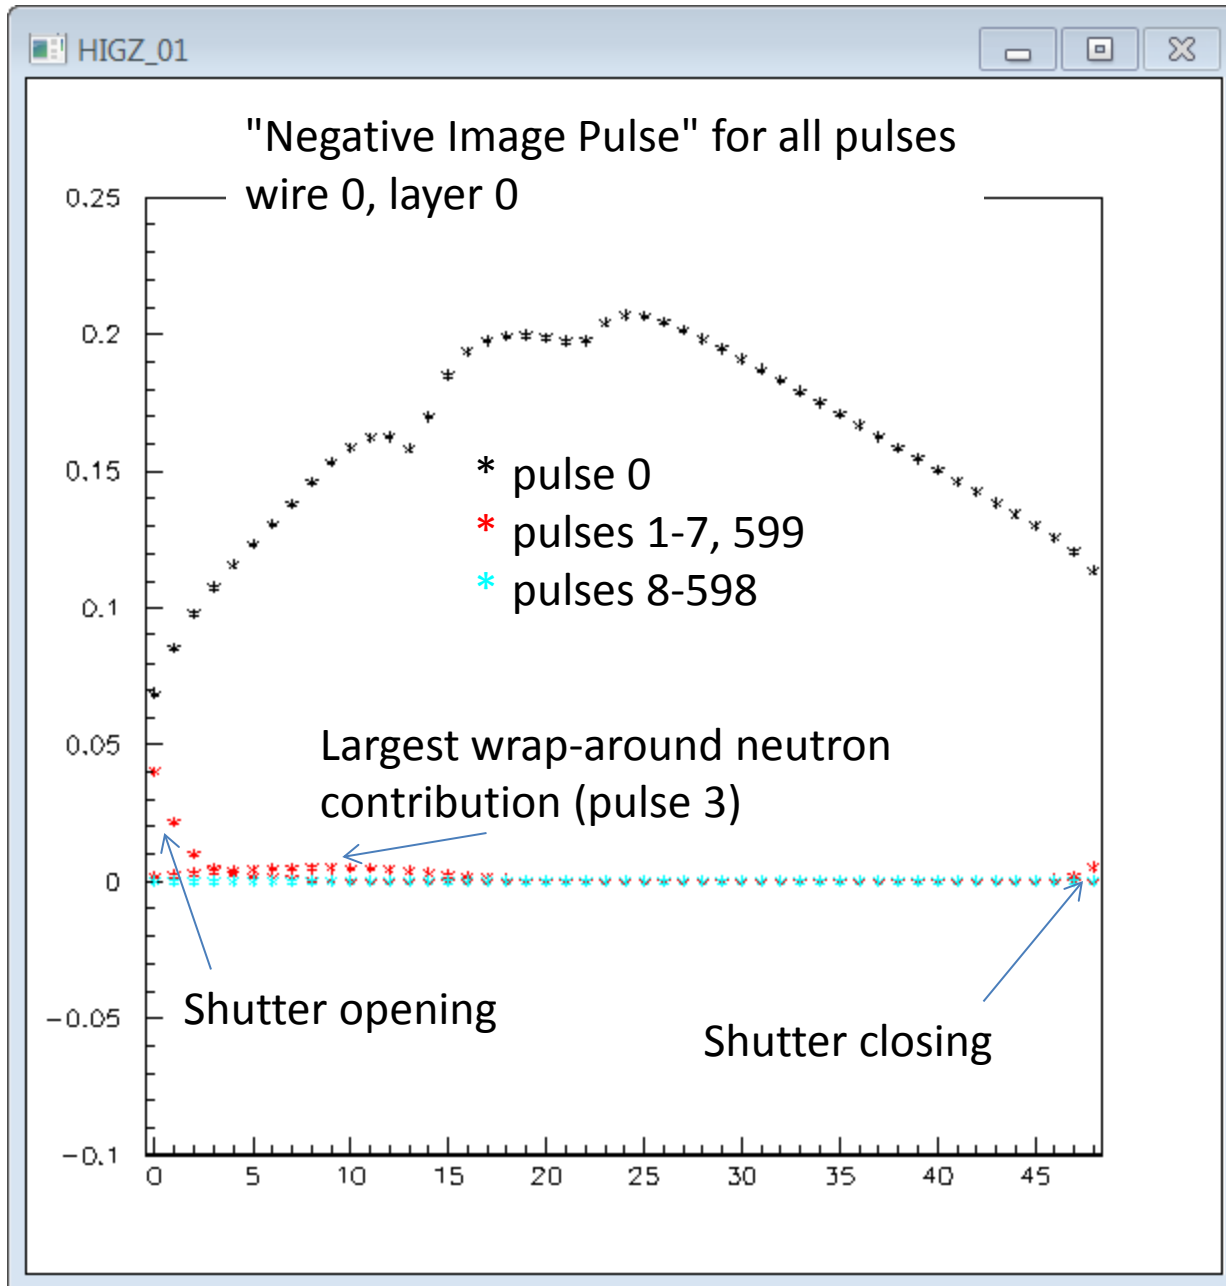 HIGZ_01
"Negative Image Pulse" for all pulses
wire 0, layer 0
0.25
0.2
0.15
0.1
0.05
0
-0.05
-0.1
* pulse 0
* pulses 1-7, 599
* pulses 8-598
Largest wrap-around neutron
contribution (pulse 3)
Shutter opening
Shutter closing
0 5 10 15 20 25 30 35 40 45